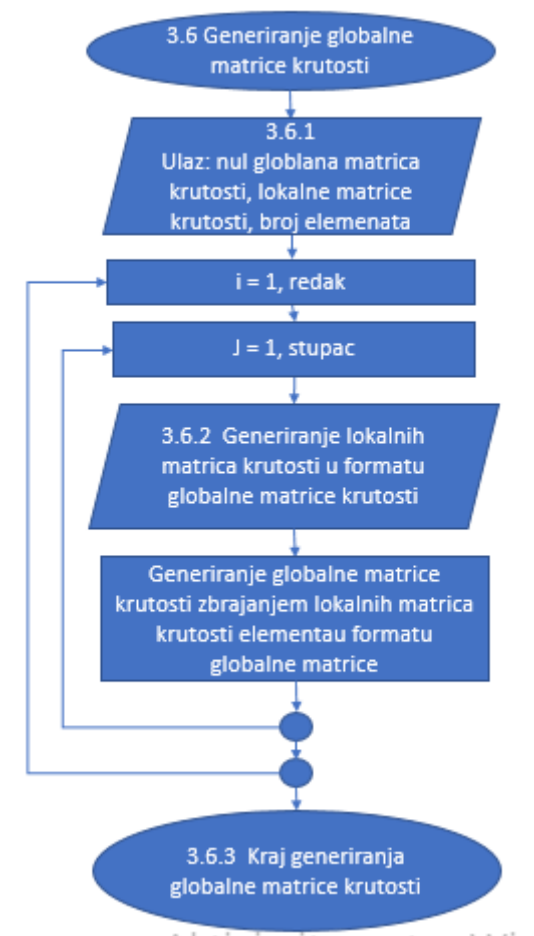 3.6 Generiranje globalne
matrice krutosti
3.6.1
Ulaz: nul globlana matrica
krutosti, lokalne matrice
krutosti, broj elemenata
i = 1, redak
J = 1, stupac
3.6.2 Generiranje lokalnih
matrica krutosti u formatu
globalne matrice krutosti
Generiranje globalne matrice
krutosti zbrajanjem lokalnih matrica
krutosti elementau formatu
globalne matrice
3.6.3 Kraj generiranja
globalne matrice krutosti